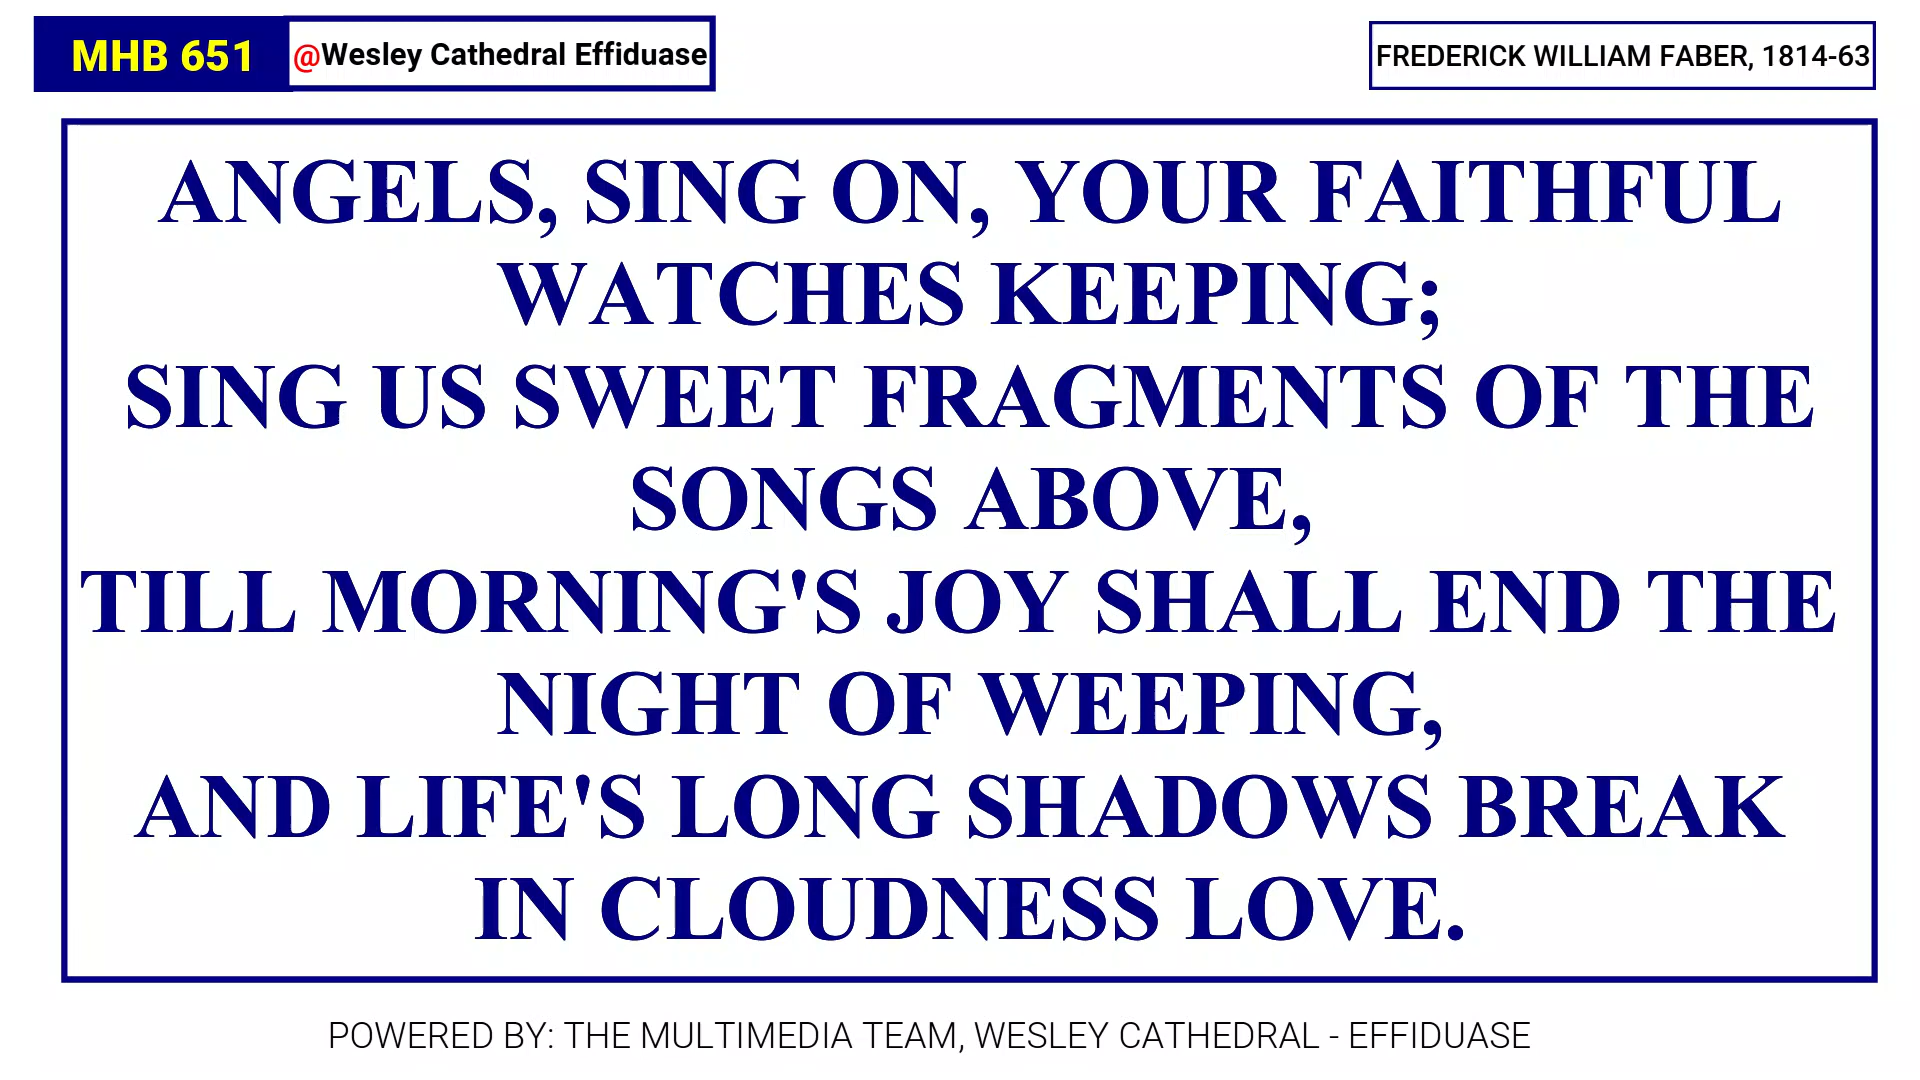 MHB 651
@Wesley Cathedral Effiduase
FREDERICK WILLIAM FABER, 1814-63
ANGELS, SING ON, YOUR FAITHFUL
WATCHES KEEPING;
SING US SWEET FRAGMENTS OF THE
SONGS ABOVE,
TILL MORNING'S JOY SHALL END THE
NIGHT OF WEEPING,
AND LIFE'S LONG SHADOWS BREAK
IN CLOUDNESS LOVE.
POWERED BY: THE MULTIMEDIA TEAM, WESLEY CATHEDRAL - EFFIDUASE